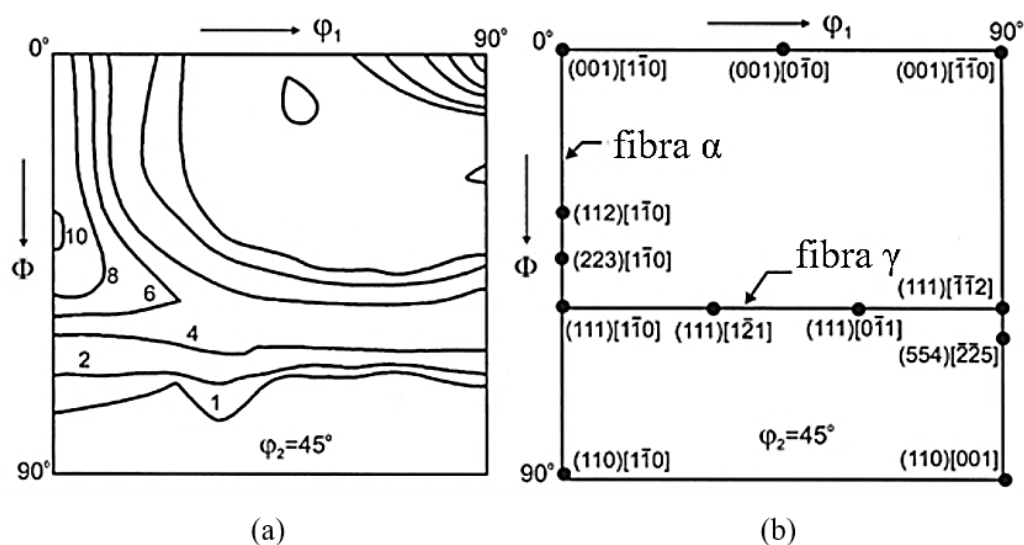 φ₁
0°
90°
10
8
Φ
6
4
2
1
φ₂=45°
90°
(a)
φ₁
0°
90°
(001)[11̄0]
(001)[01̄0]
(001)[1̄1̄0]
fibra α
(112)[11̄0]
Φ
(223)[11̄0]
fibra γ
(111)[1̄1̄2]
(111)[11̄0]
(111)[12̄1]
(111)[01̄1]
(554)[2̄2̄5]
φ₂=45°
(110)[11̄0]
(110)[001]
90°
(b)